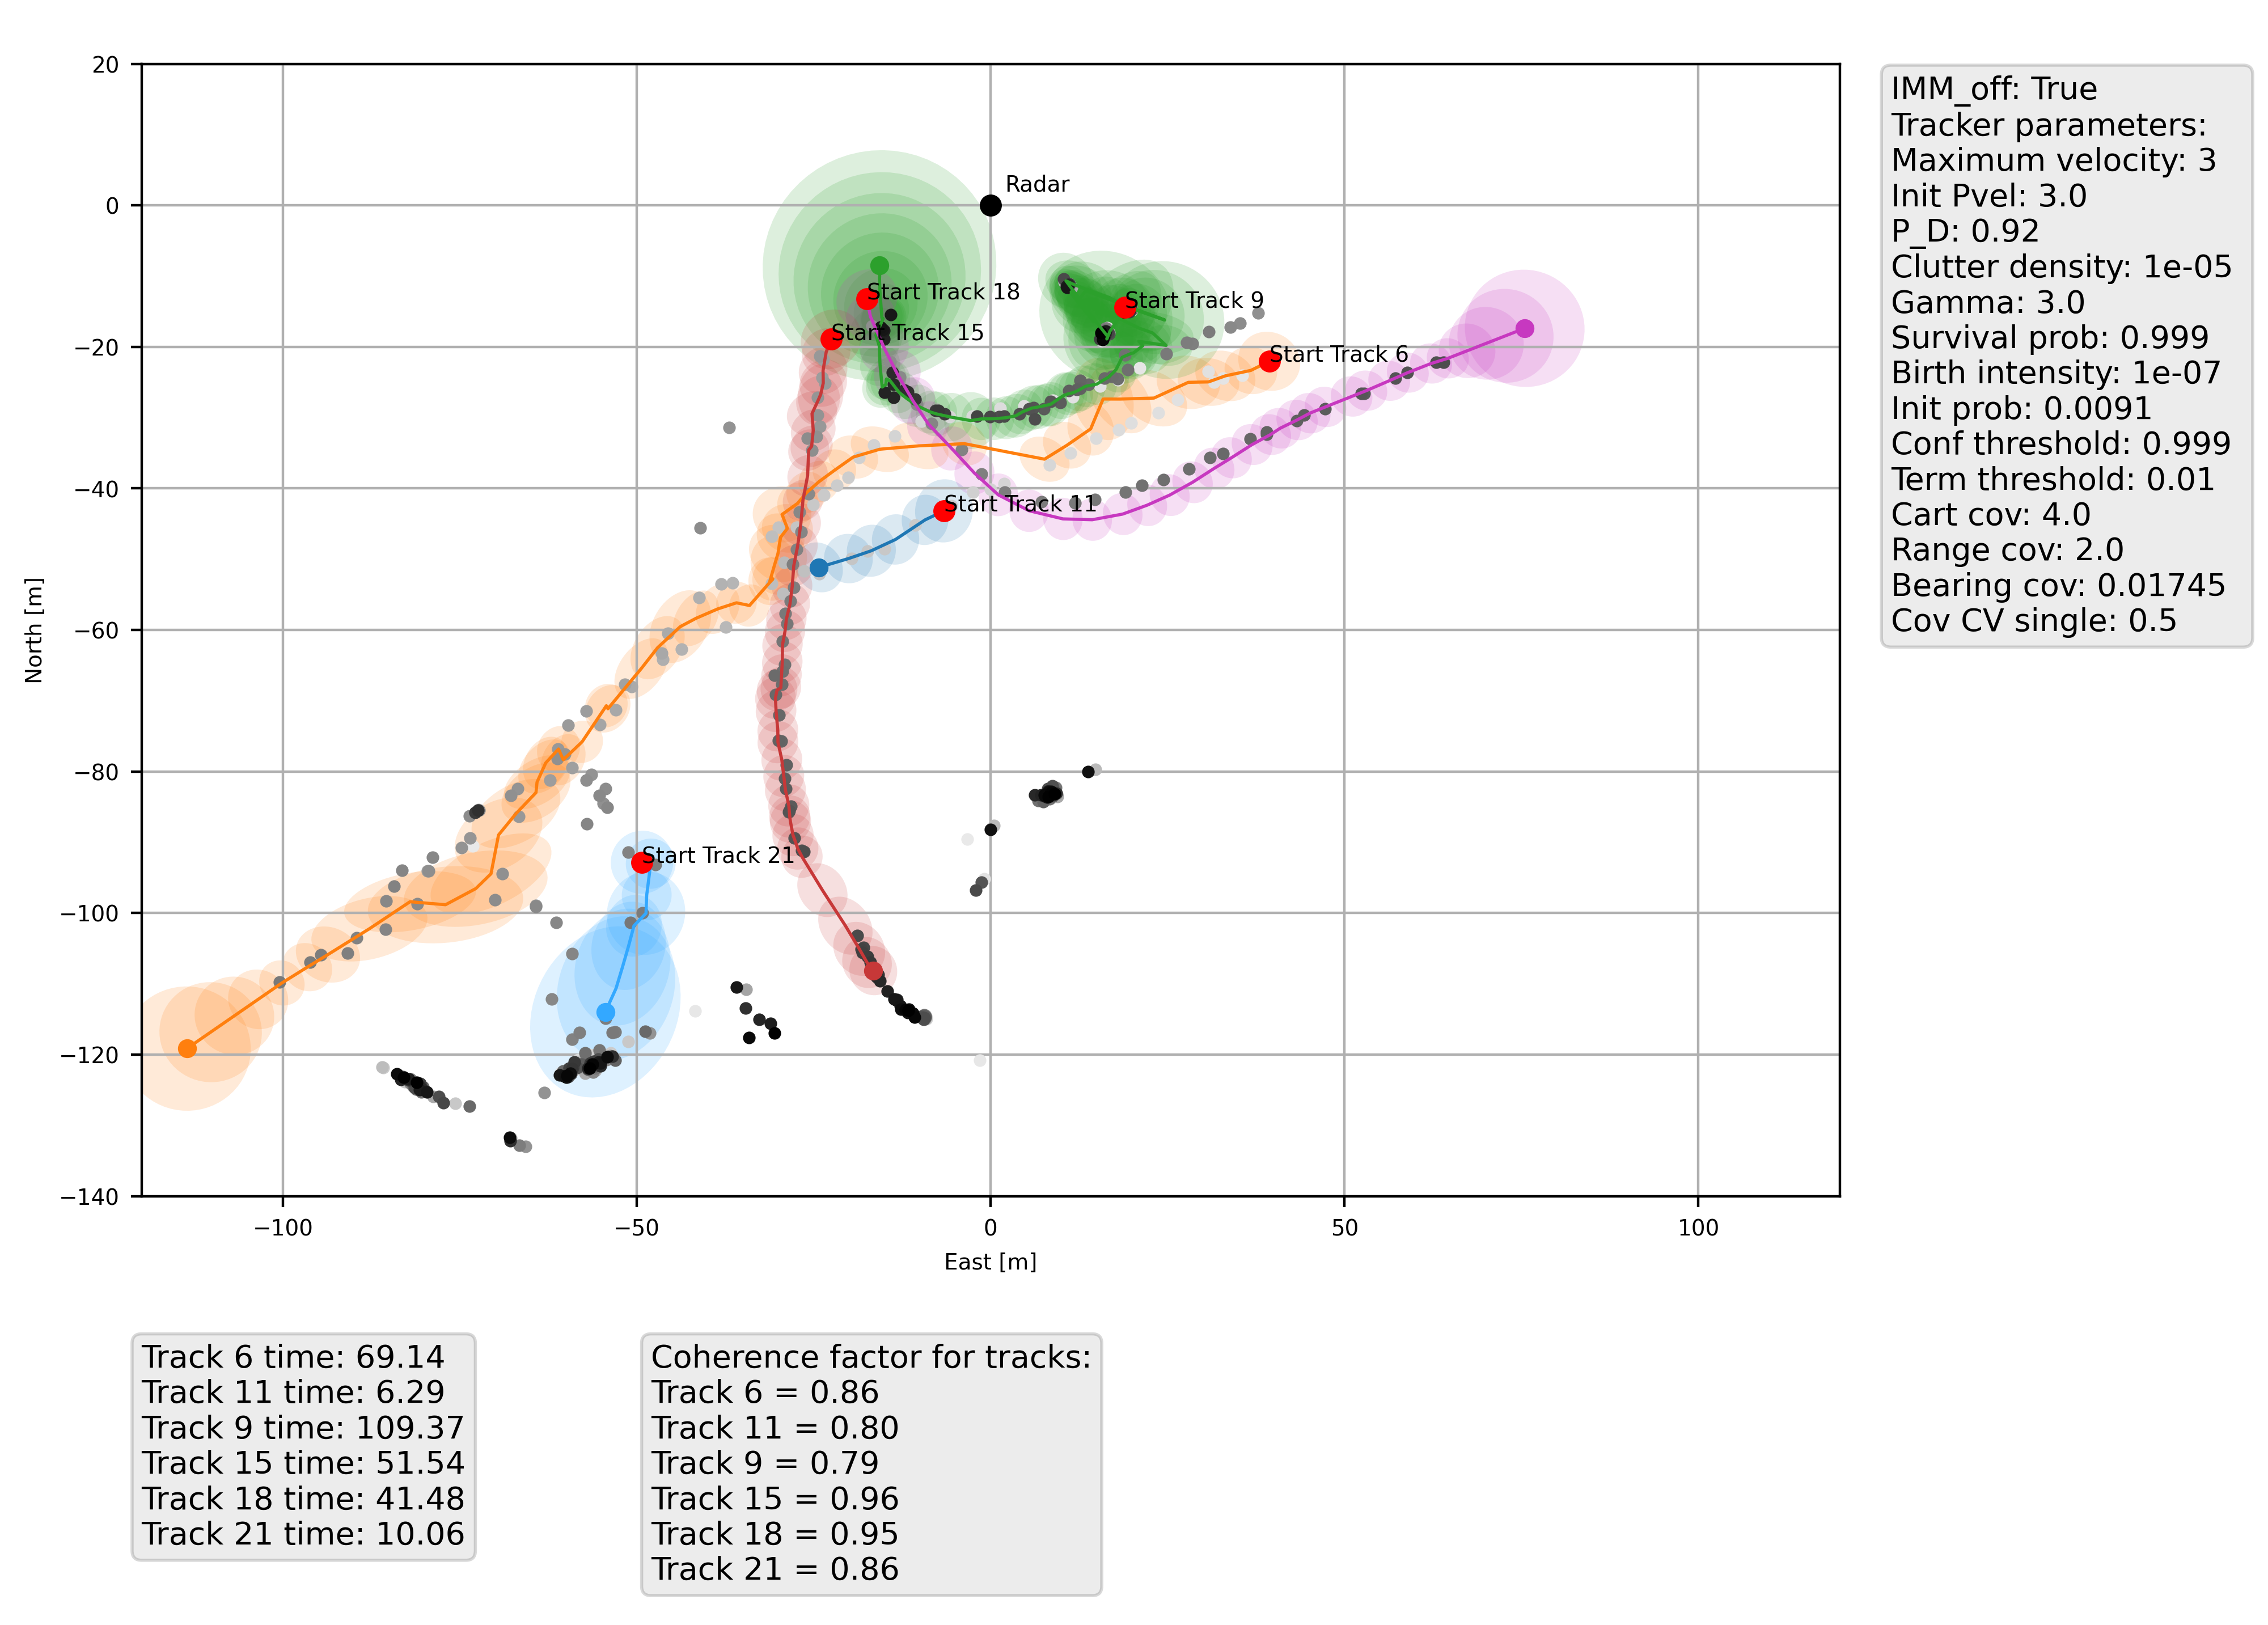 20
0
−20
−40
−60
−80
−100
−120
−140
North [m]
−100
−50
0
50
100
East [m]
Radar
Start Track 18
Start Track 9
Start Track 15
Start Track 6
Start Track 11
Start Track 21
IMM_off: True
Tracker parameters:
Maximum velocity: 3
Init Pvel: 3.0
P_D: 0.92
Clutter density: 1e-05
Gamma: 3.0
Survival prob: 0.999
Birth intensity: 1e-07
Init prob: 0.0091
Conf threshold: 0.999
Term threshold: 0.01
Cart cov: 4.0
Range cov: 2.0
Bearing cov: 0.01745
Cov CV single: 0.5
Track 6 time: 69.14
Track 11 time: 6.29
Track 9 time: 109.37
Track 15 time: 51.54
Track 18 time: 41.48
Track 21 time: 10.06
Coherence factor for tracks:
Track 6 = 0.86
Track 11 = 0.80
Track 9 = 0.79
Track 15 = 0.96
Track 18 = 0.95
Track 21 = 0.86